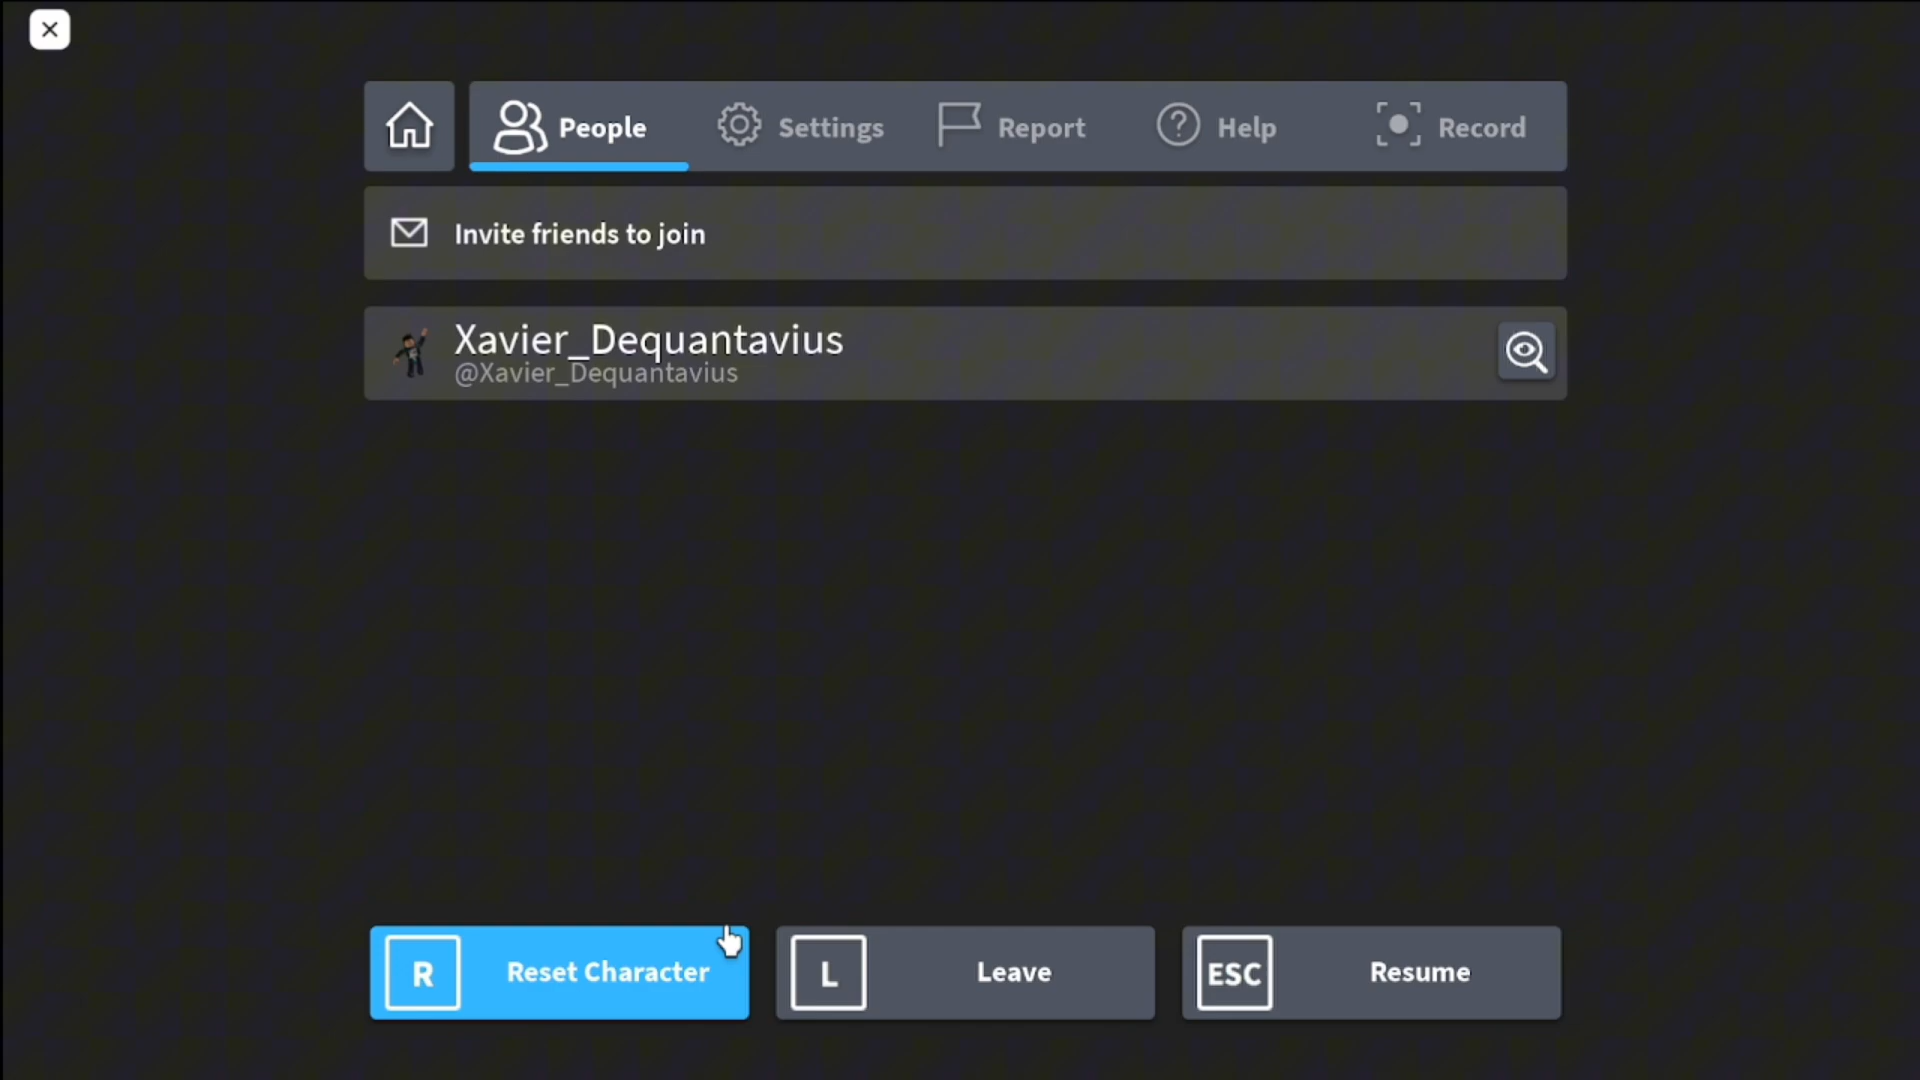 People
Settings
Report
Help
Record
Invite friends to join
Xavier_Dequantavius
@Xavier_Dequantavius
R Reset Character
L Leave
ESC Resume